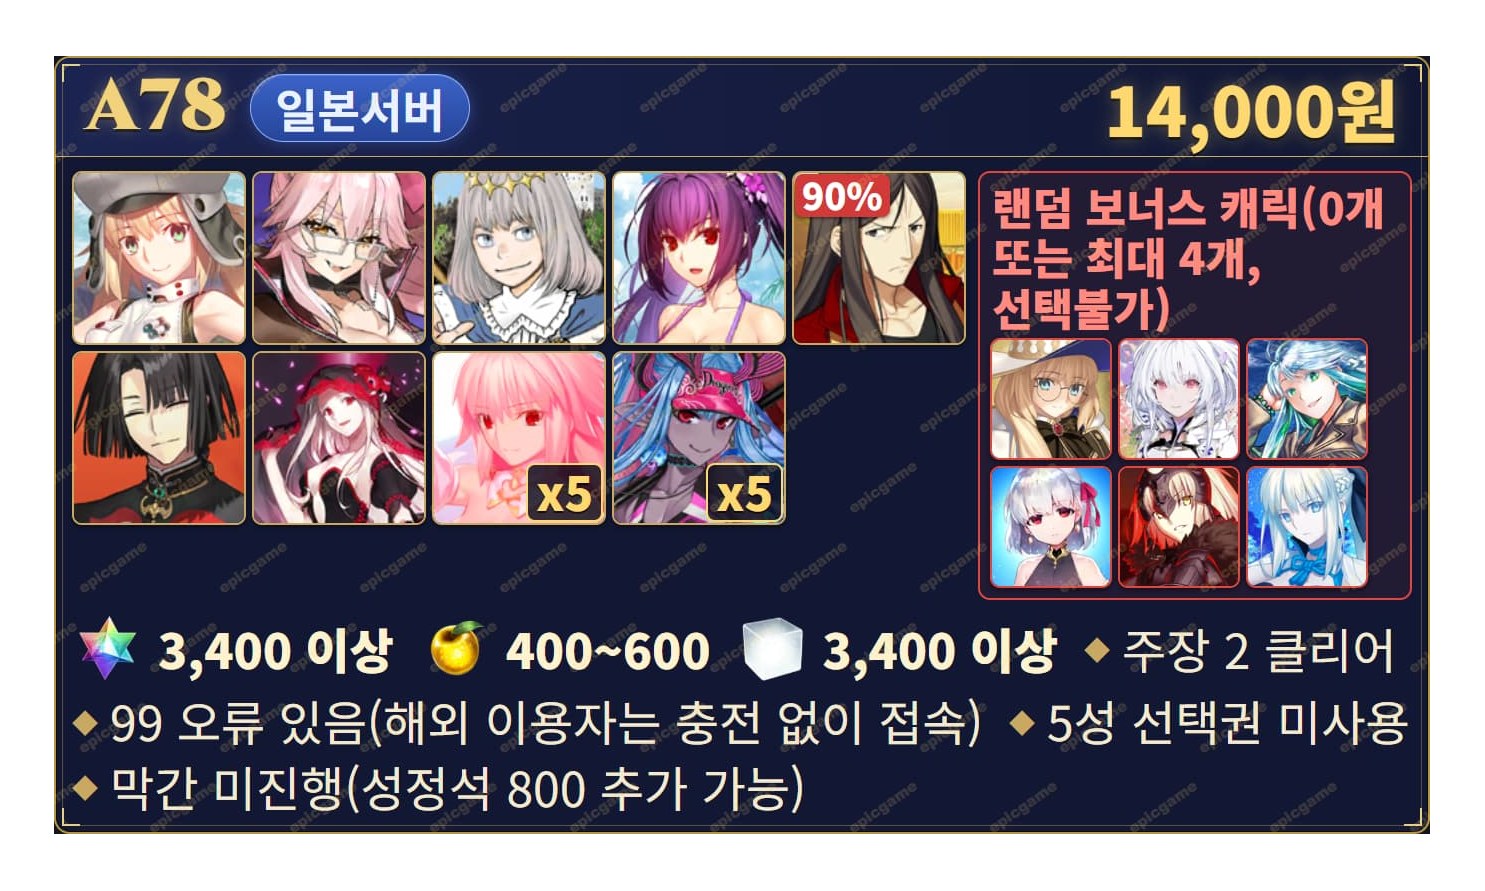 A78 일본서버 14,000원
90%
랜덤 보너스 캐릭(0개
또는 최대 4개,
선택불가)
x5 x5
3,400 이상 400~600 3,400 이상 ◆ 주장 2 클리어
◆ 99 오류 있음(해외 이용자는 충전 없이 접속) ◆ 5성 선택권 미사용
◆ 막간 미진행(성정석 800 추가 가능)
epicgame